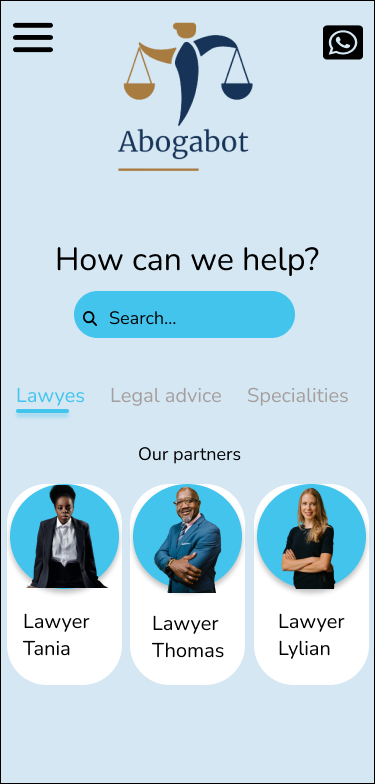 Abogabot
How can we help?
Search...
Lawyes Legal advice Specialities
Our partners
Lawyer
Tania
Lawyer
Thomas
Lawyer
Lylian